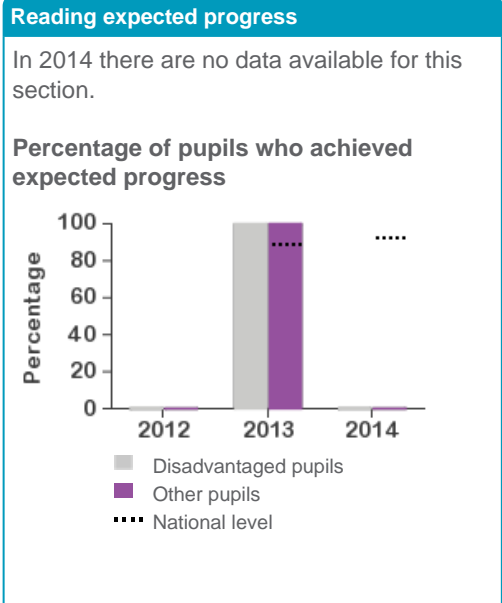 Reading expected progress
In 2014 there are no data available for this
section.
Percentage of pupils who achieved
expected progress
Percentage
100
80
60
40
20
0
2012 2013 2014
Disadvantaged pupils
Other pupils
National level